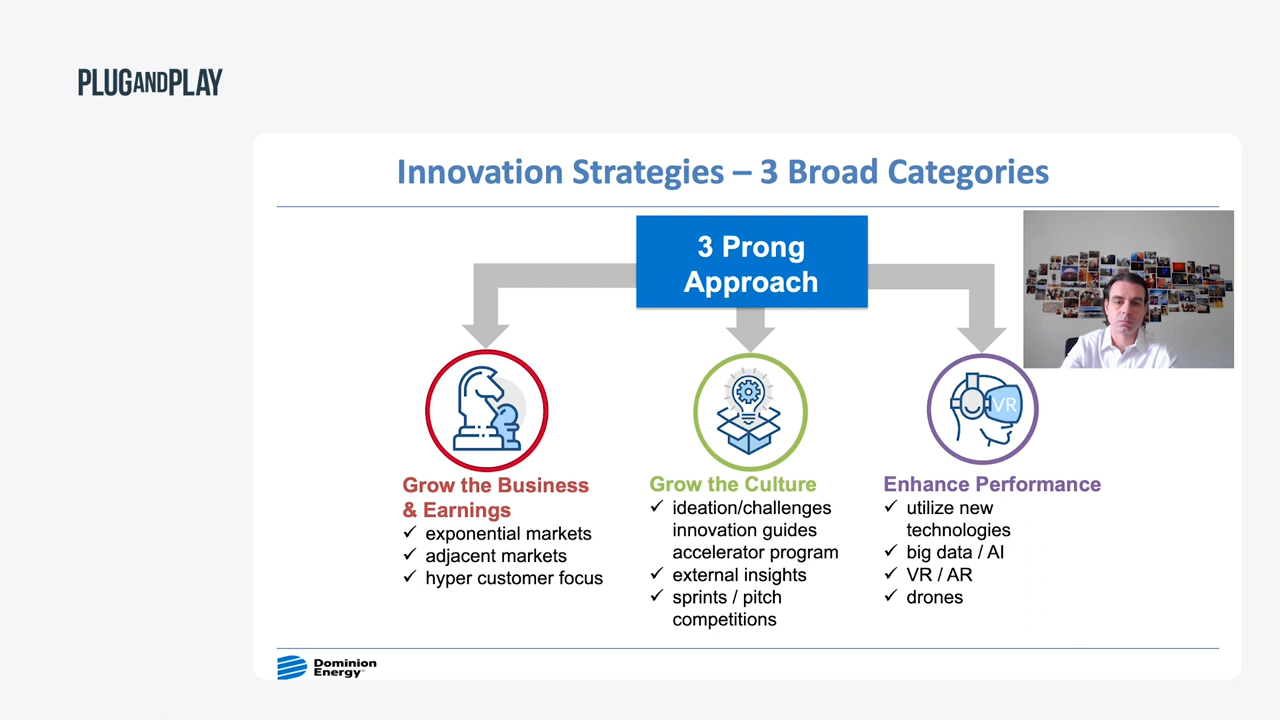 PLUGANDPLAY
Innovation Strategies – 3 Broad Categories
3 Prong
Approach
VR
Grow the Business
& Earnings
✓ exponential markets
✓ adjacent markets
✓ hyper customer focus
Grow the Culture
✓ ideation/challenges
innovation guides
accelerator program
✓ external insights
✓ sprints / pitch
competitions
Enhance Performance
✓ utilize new
technologies
✓ big data / AI
✓ VR / AR
✓ drones
Dominion
Energy